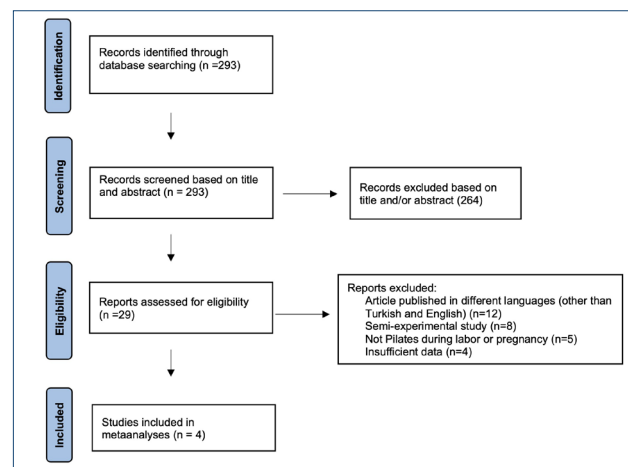 Identification
Records identified through
database searching (n =293)
Screening
Records screened based on title
and abstract (n = 293)
Records excluded based on
title and/or abstract (264)
Eligibility
Reports assessed for eligibility
(n =29)
Reports excluded:
Article published in different languages (other than
Turkish and English) (n=12)
Semi-experimental study (n=8)
Not Pilates during labor or pregnancy (n=5)
Insufficient data (n=4)
Included
Studies included in
metaanalyses (n = 4)